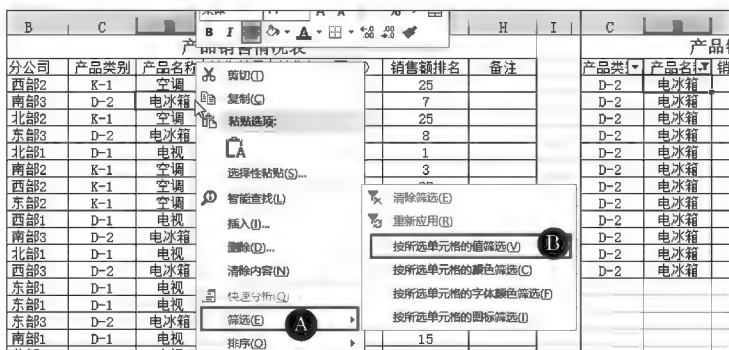 B C H I C
B I A
产品销售情况表 产品
分公司 产品类别 产品名称 销售额排名 备注 产品类 产品名 销
西部2 K-1 空调 25 D-2 电冰箱
南部3 D-2 电冰箱 7 D-2 电冰箱
北部2 K-1 空调 25 D-2 电冰箱
东部3 D-2 电冰箱 8 D-2 电冰箱
北部1 D-1 电视 1 D-2 电冰箱
南部2 K-1 空调 3 D-2 电冰箱
西部2 K-1 空调 D-2 电冰箱
东部2 K-1 空调 D-2 电冰箱
西部1 D-1 电视 D-2 电冰箱
南部3 D-2 电冰箱 D-2 电冰箱
北部1 D-1 电视 D-2 电冰箱
西部3 D-2 电冰箱 D-2 电冰箱
东部1 D-1 电视
东部1 D-1 电视
东部3 D-2 电冰箱
南部1 D-1 电视 15
剪切(T)
复制(C)
粘贴选项:
选择性粘贴(S)...
智能查找(L)
插入(I)...
删除(D)...
清除内容(N)
快速分析(Q)
筛选(E) A
排序(O)
清除筛选(E)
重新应用(R)
按所选单元格的值筛选(V) B
按所选单元格的颜色筛选(C)
按所选单元格的字体颜色筛选(F)
按所选单元格的图标筛选(I)